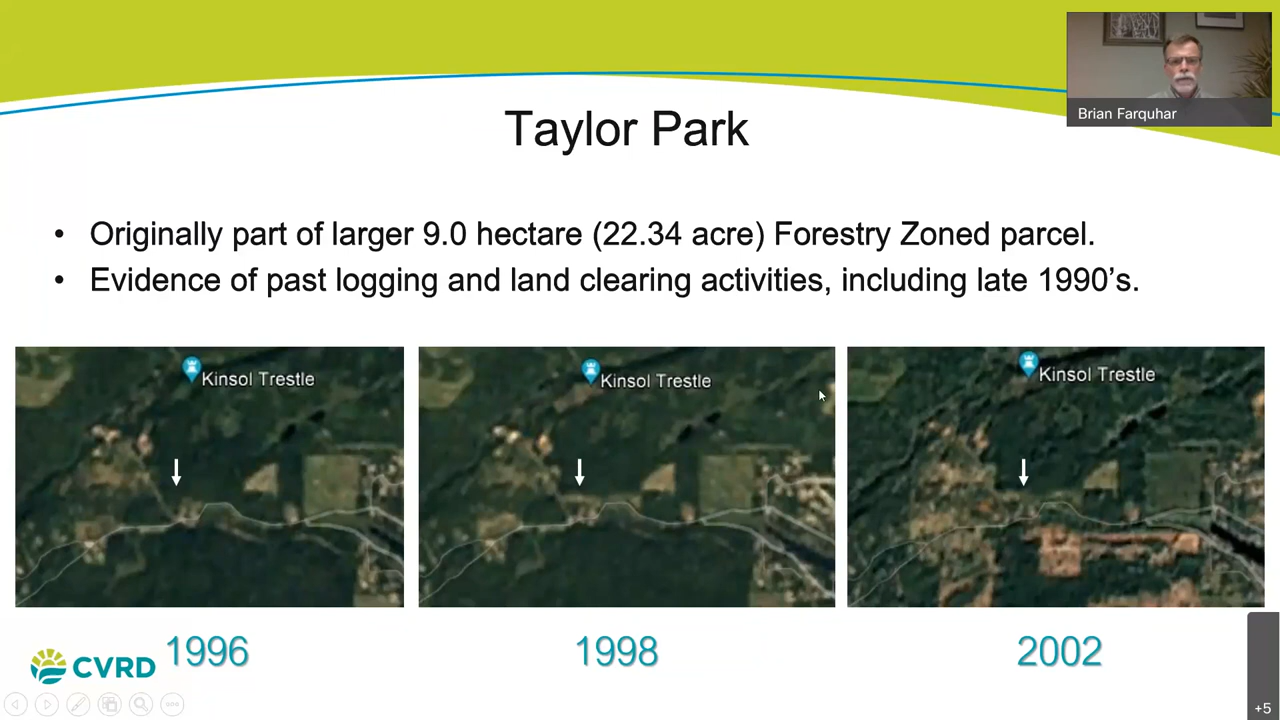 Brian Farquhar
Taylor Park
• Originally part of larger 9.0 hectare (22.34 acre) Forestry Zoned parcel.
• Evidence of past logging and land clearing activities, including late 1990’s.
Kinsol Trestle
Kinsol Trestle
Kinsol Trestle
1996
1998
2002
CVRD
+5